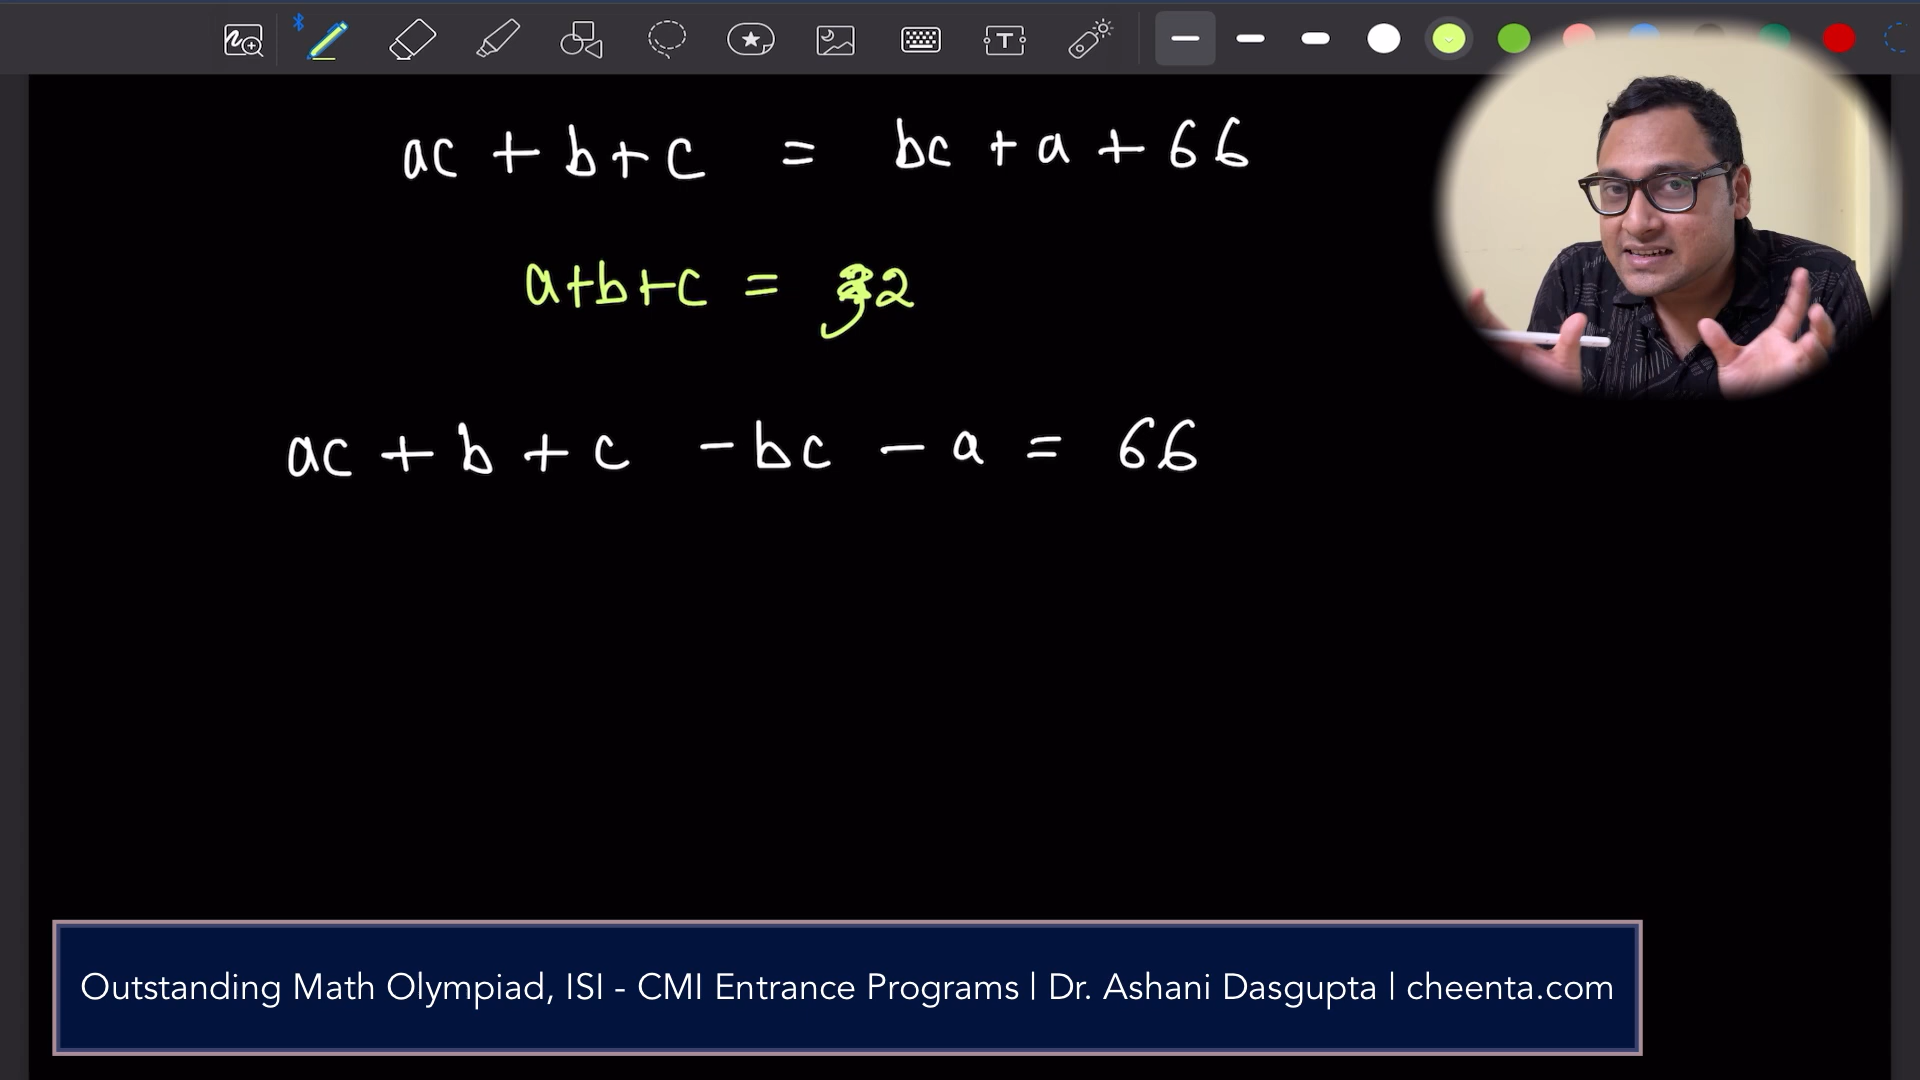 ac + b + c = bc + a + 66
a+b+c = 32
ac + b + c - bc - a = 66
Outstanding Math Olympiad, ISI - CMI Entrance Programs | Dr. Ashani Dasgupta | cheenta.com